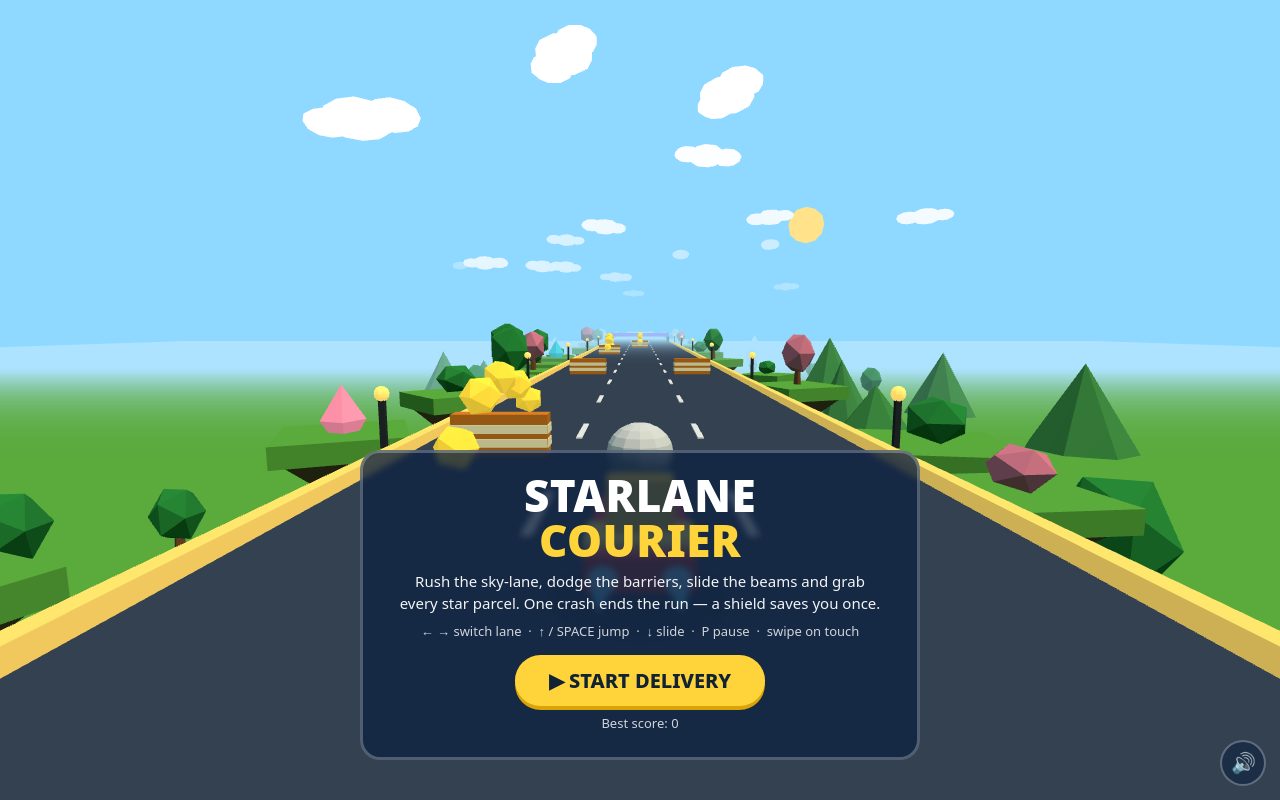 STARLANE
COURIER
Rush the sky-lane, dodge the barriers, slide the beams and grab
every star parcel. One crash ends the run — a shield saves you once.
← → switch lane · ↑ / SPACE jump · ↓ slide · P pause · swipe on touch
▶ START DELIVERY
Best score: 0